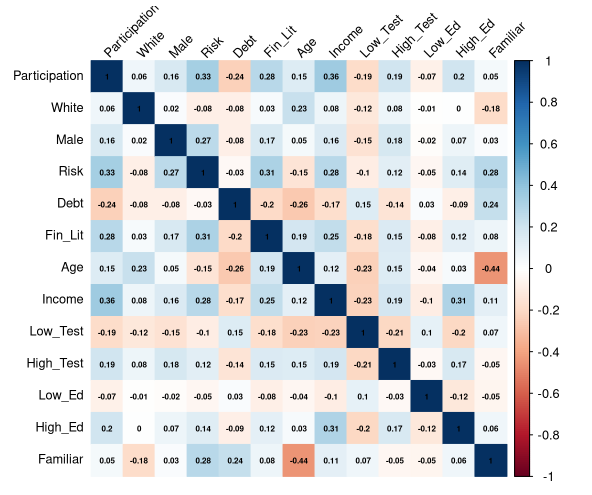 Participation White Male Risk Debt Fin_Lit Age Income Low_Test High_Test Low_Ed High_Ed Familiar
Participation 1 0.06 0.16 0.33 -0.24 0.28 0.15 0.36 -0.19 0.19 -0.07 0.2 0.05
White 0.06 1 0.02 -0.08 -0.08 0.03 0.23 0.08 -0.12 0.08 -0.01 0 -0.18
Male 0.16 0.02 1 0.27 -0.08 0.17 0.05 0.16 -0.15 0.18 -0.02 0.07 0.03
Risk 0.33 -0.08 0.27 1 -0.03 0.31 -0.15 0.28 -0.1 0.12 -0.05 0.14 0.28
Debt -0.24 -0.08 -0.08 -0.03 1 -0.2 -0.26 -0.17 0.15 -0.14 0.03 -0.09 0.24
Fin_Lit 0.28 0.03 0.17 0.31 -0.2 1 0.19 0.25 -0.18 0.15 -0.08 0.12 0.08
Age 0.15 0.23 0.05 -0.15 -0.26 0.19 1 0.12 -0.23 0.15 -0.04 0.03 -0.44
Income 0.36 0.08 0.16 0.28 -0.17 0.25 0.12 1 -0.23 0.19 -0.1 0.31 0.11
Low_Test -0.19 -0.12 -0.15 -0.1 0.15 -0.18 -0.23 -0.23 1 -0.21 0.1 -0.2 0.07
High_Test 0.19 0.08 0.18 0.12 -0.14 0.15 0.15 0.19 -0.21 1 -0.03 0.17 -0.05
Low_Ed -0.07 -0.01 -0.02 -0.05 0.03 -0.08 -0.04 -0.1 0.1 -0.03 1 -0.12 -0.05
High_Ed 0.2 0 0.07 0.14 -0.09 0.12 0.03 0.31 -0.2 0.17 -0.12 1 0.06
Familiar 0.05 -0.18 0.03 0.28 0.24 0.08 -0.44 0.11 0.07 -0.05 -0.05 0.06 1
1
0.8
0.6
0.4
0.2
0
-0.2
-0.4
-0.6
-0.8
-1